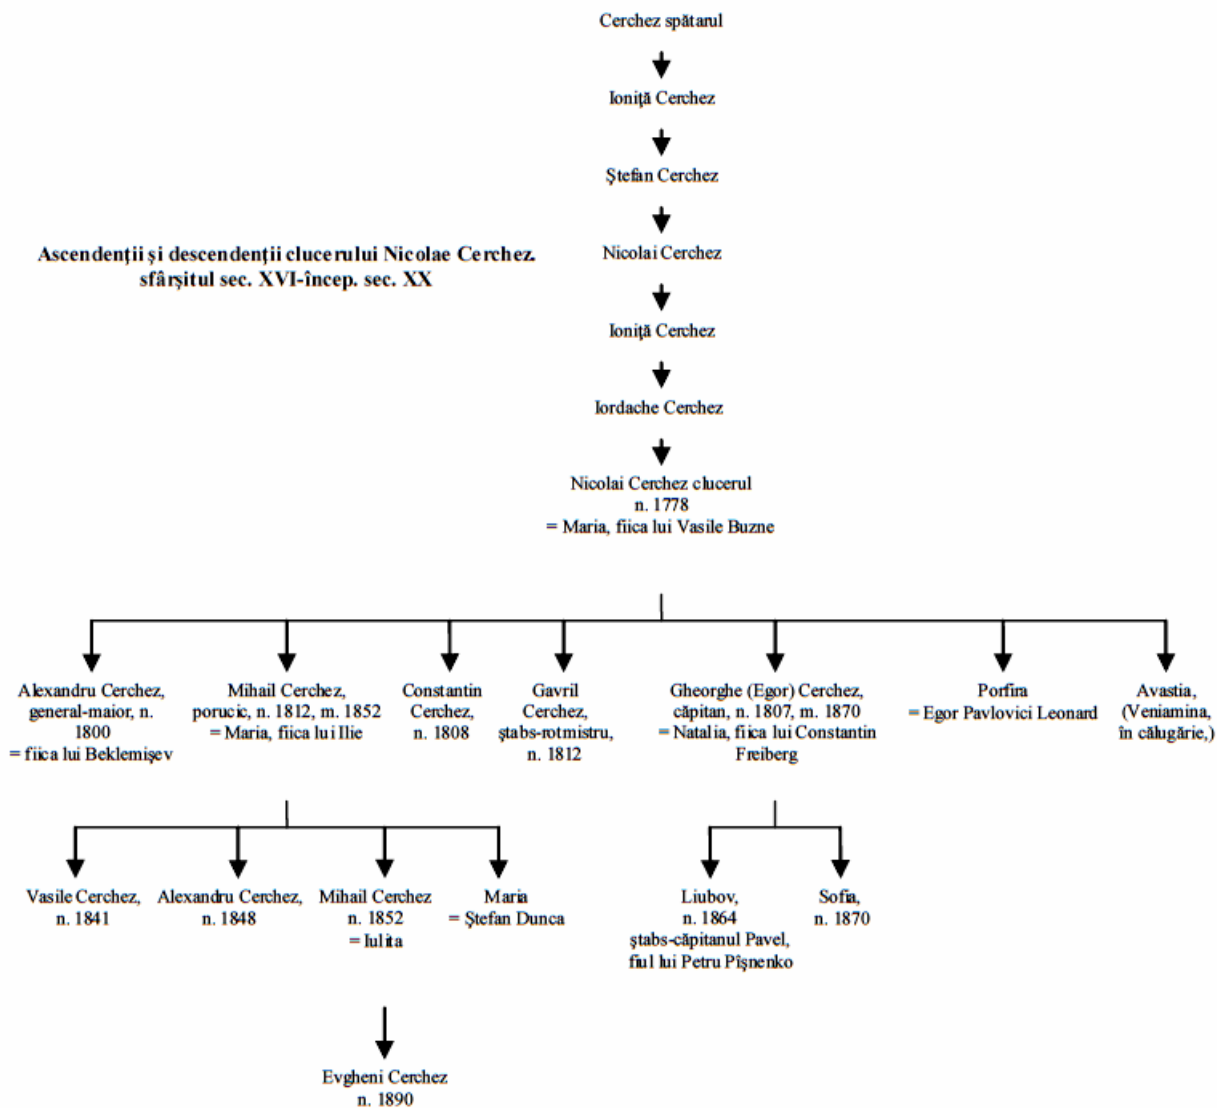 Cerchez spătarul
Ioniţă Cerchez
Ştefan Cerchez
Ascendenţii şi descendenţii clucerului Nicolae Cerchez.
sfârşitul sec. XVI-încep. sec. XX
Nicolai Cerchez
Ioniţă Cerchez
Iordache Cerchez
Nicolai Cerchez clucerul
n. 1778
= Maria, fiica lui Vasile Buzne
Alexandru Cerchez,
general-maior, n.
1800
= fiica lui Beklemişev
Mihail Cerchez,
porucic, n. 1812, m. 1852
= Maria, fiica lui Ilie
Constantin
Cerchez,
n. 1808
Gavril
Cerchez,
ştabs-rotmistru,
n. 1812
Gheorghe (Egor) Cerchez,
căpitan, n. 1807, m. 1870
= Natalia, fiica lui Constantin
Freiberg
Porfira
= Egor Pavlovici Leonard
Avastia,
(Veniamina,
în călugărie,)
Vasile Cerchez,
n. 1841
Alexandru Cerchez,
n. 1848
Mihail Cerchez
n. 1852
= Iulita
Maria
= Ştefan Dunca
Liubov,
n. 1864
ştabs-căpitanul Pavel,
fiul lui Petru Pîşnenko
Sofia,
n. 1870
Evgheni Cerchez
n. 1890